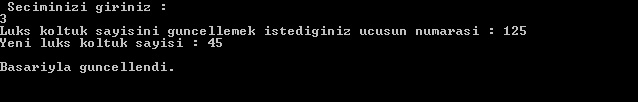 Seciminizi giriniz :
3
Luks koltuk sayisini guncellemek istediginiz ucusun numarasi : 125
Yeni luks koltuk sayisi : 45
Basariyla guncellendi.